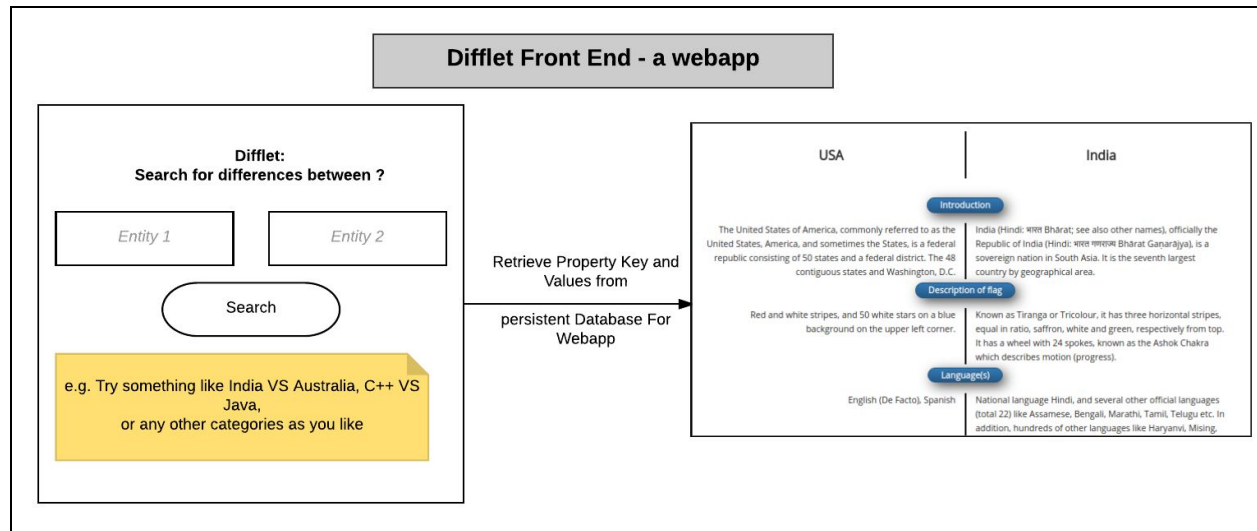 Difflet Front End - a webapp
Difflet:
Search for differences between ?
Entity 1
Entity 2
Search
e.g. Try something like India VS Australia, C++ VS
Java,
or any other categories as you like
Retrieve Property Key and
Values from
persistent Database For
Webapp
USA
India
Introduction
The United States of America, commonly referred to as the
United States, America, and sometimes the States, is a federal
republic consisting of 50 states and a federal district. The 48
contiguous states and Washington, D.C.
India (Hindi: भारत Bhārat; see also other names), officially the
Republic of India (Hindi: भारत गणराज्य Bhārat Gaṇarājya), is a
sovereign nation in South Asia. It is the seventh largest
country by geographical area.
Description of flag
Red and white stripes, and 50 white stars on a blue
background on the upper left corner.
Known as Tiranga or Tricolour, it has three horizontal stripes,
equal in ratio, saffron, white and green, respectively from top.
It has a wheel with 24 spokes, known as the Ashok Chakra
which describes motion (progress).
Language(s)
English (De Facto), Spanish
National language Hindi, and several other official languages
(total 22) like Assamese, Bengali, Marathi, Tamil, Telugu etc. In
addition, hundreds of other languages like Haryanvi, Mising,